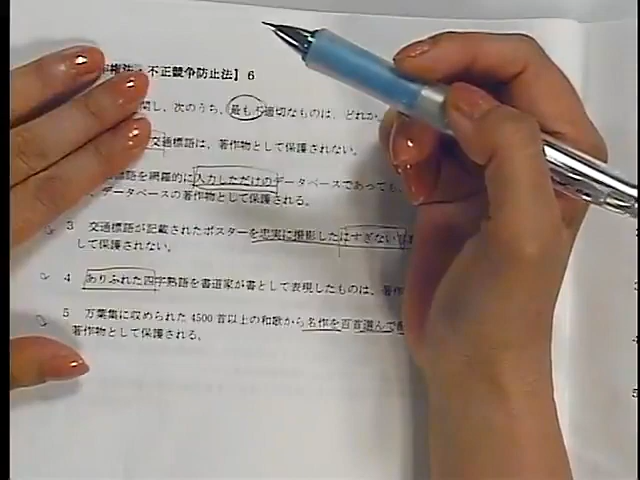 作権法・不正競争防止法】6
関し、次のうち、最も不適切なものは、どれか
交通標語は、著作物として保護されない。
標語を網羅的に入力しただけのデータベースであっても、
データベースの著作物として保護される。
3 交通標語が記載されたポスターを忠実に撮影したにすぎない
して保護されない。
4 ありふれた四字熟語を書道家が書として表現したものは、著作
5 万葉集に収められた4500首以上の和歌から名作を百首選んで
著作物として保護される。